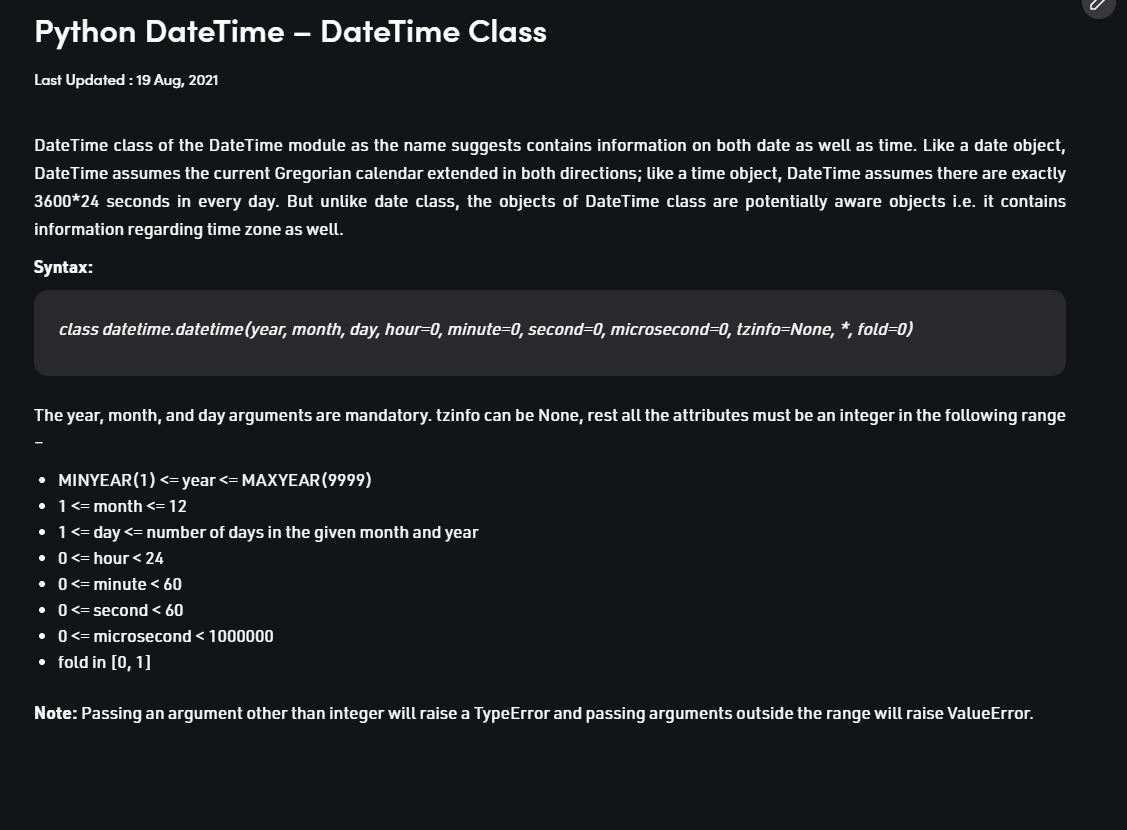 Python DateTime – DateTime Class
Last Updated : 19 Aug, 2021
DateTime class of the DateTime module as the name suggests contains information on both date as well as time. Like a date object,
DateTime assumes the current Gregorian calendar extended in both directions; like a time object, DateTime assumes there are exactly
3600*24 seconds in every day. But unlike date class, the objects of DateTime class are potentially aware objects i.e. it contains
information regarding time zone as well.
Syntax:
class datetime.datetime(year, month, day, hour=0, minute=0, second=0, microsecond=0, tzinfo=None, *, fold=0)
The year, month, and day arguments are mandatory. tzinfo can be None, rest all the attributes must be an integer in the following range
–
• MINYEAR(1) <= year <= MAXYEAR(9999)
• 1 <= month <= 12
• 1 <= day <= number of days in the given month and year
• 0 <= hour < 24
• 0 <= minute < 60
• 0 <= second < 60
• 0 <= microsecond < 1000000
• fold in [0, 1]
Note: Passing an argument other than integer will raise a TypeError and passing arguments outside the range will raise ValueError.